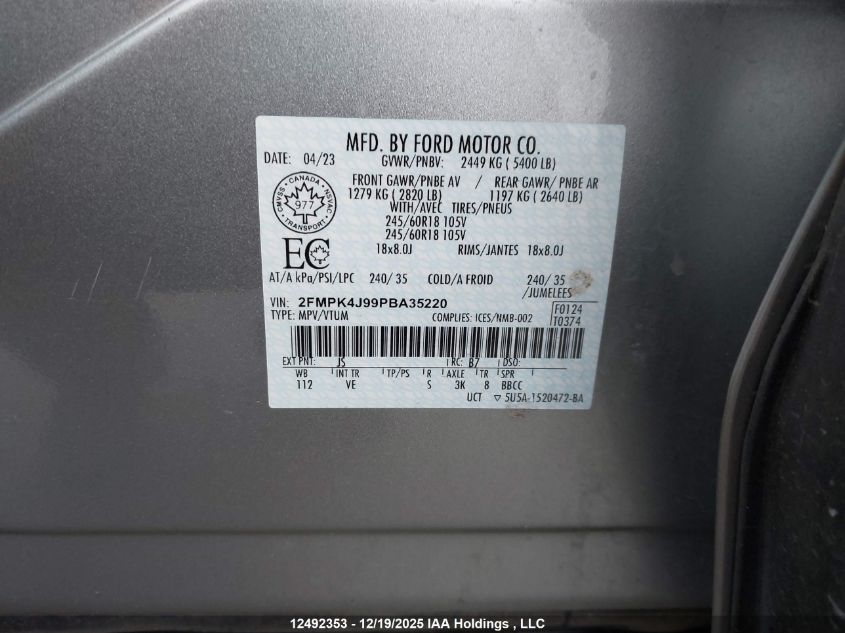 MFD. BY FORD MOTOR CO.
DATE: 04/23 GVWR/PNBV: 2449 KG ( 5400 LB)
FRONT GAWR/PNBE AV / REAR GAWR/ PNBE AR
1279 KG ( 2820 LB) 1197 KG ( 2640 LB)
WITH/AVEC TIRES/PNEUS
245/60R18 105V
245/60R18 105V
18x8.0J RIMS/JANTES 18x8.0J
CANADA
977
TRANSPORT
EC
AT/A kPa/PSI/LPC 240/ 35 COLD/A FROID 240/ 35
/JUMELEES
VIN: 2FMPK4J99PBA35220
F0124
TYPE: MPV/VTUM COMPLIES: ICES/NMB-002
T0374
EXT PNT: JS RC: B7 DSO:
WB INT TR TP/PS R AXLE TR SPR
112 VE S 3K 8 BBCC
UCT ▽ 5U5A-1520472-BA
12492353 - 12/19/2025 IAA Holdings , LLC